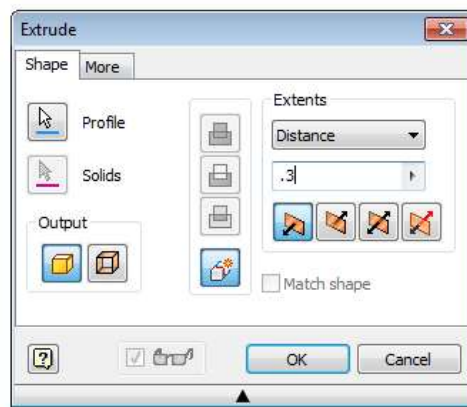 Extrude
Shape
More
Profile
Solids
Output
Extents
Distance
.3
Match shape
?
OK
Cancel